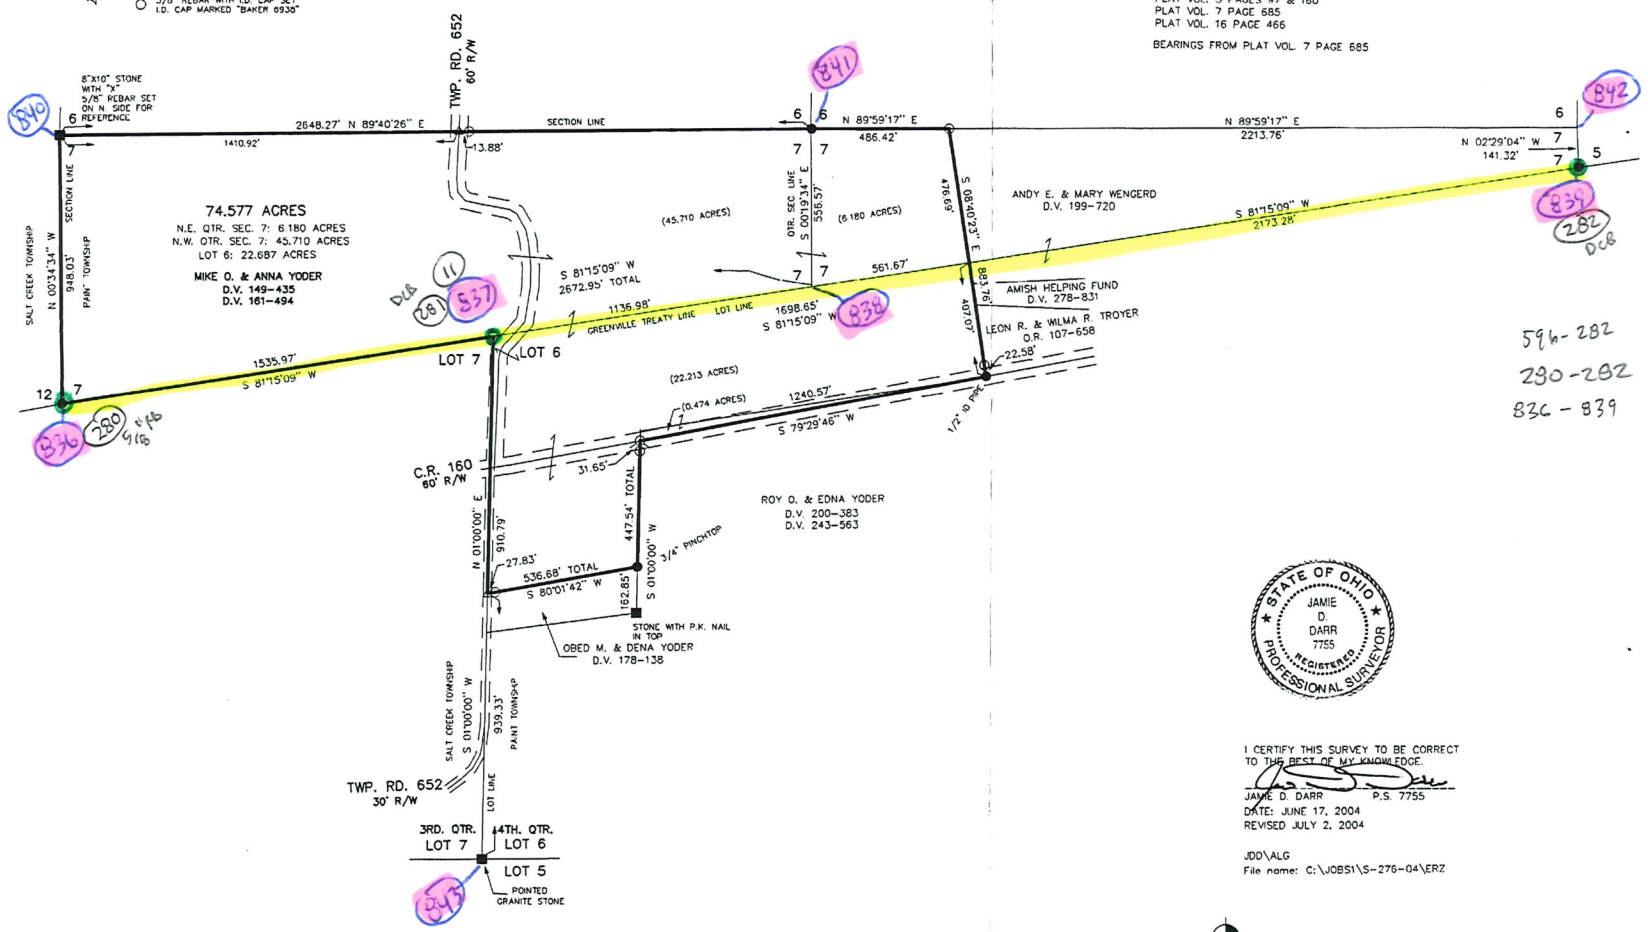 5/8" REBAR WITH I.D. CAP SET
I.D. CAP MARKED "BAKER 6938"
PLAT VOL. 7 PAGE 685
PLAT VOL. 16 PAGE 466
BEARINGS FROM PLAT VOL. 7 PAGE 685
TWP. RD. 652
60' R/W
8"X10" STONE
WITH "X"
5/8" REBAR SET
ON N. SIDE FOR
REFERENCE
840
841
842
6
7
2648.27' N 89°40'26" E
SECTION LINE
1410.92'
13.88'
6 6
7 7
N 89°59'17" E
486.42'
N 89°59'17" E
2213.76'
6
7
N 02°29'04" W
141.32'
7 5
839
282
DCB
SALT CREEK TOWNSHIP
N 00°34'34" W
948.03'
SECTION LINE
PAINT TOWNSHIP
74.577 ACRES
N.E. QTR. SEC. 7: 6.180 ACRES
N.W. QTR. SEC. 7: 45.710 ACRES
LOT 6: 22.687 ACRES
MIKE O. & ANNA YODER
D.V. 149-435
D.V. 161-494
(45.710 ACRES)
QTR. SEC. LINE
S 00°19'34" E
556.57'
(6.180 ACRES)
S 08°40'23" E
476.69'
883.76'
407.07'
ANDY E. & MARY WENGERD
D.V. 199-720
S 81°15'09" W
2173.28'
11
DCB
281
837
S 81°15'09" W
2672.95' TOTAL
1136.98'
GREENVILLE TREATY LINE LOT LINE
7 7
561.67'
1698.65'
S 81°15'09" W
838
AMISH HELPING FUND
D.V. 278-831
LEON R. & WILMA R. TROYER
O.R. 107-658
22.58'
596-282
280-282
836-839
1535.97'
S 81°15'09" W
LOT 7
LOT 6
12 7
836
280
(22.213 ACRES)
(0.474 ACRES)
1240.57'
S 79°29'46" W
1/2" ID PIPE
C.R. 160
60' R/W
31.65'
N 01°00'00" E
910.79'
447.54' TOTAL
S 01°00'00" W
3/4" PINCHTOP
27.83'
536.68' TOTAL
S 80°01'42" W
162.85'
STONE WITH P.K. NAIL
IN TOP
OBED M. & DENA YODER
D.V. 178-138
ROY O. & EDNA YODER
D.V. 200-383
D.V. 243-563
SALT CREEK TOWNSHIP
S 01°00'00" W
939.33'
PAINT TOWNSHIP
LOT LINE
TWP. RD. 652
30' R/W
3RD. QTR.
LOT 7
4TH. QTR.
LOT 6
LOT 5
843
POINTED
GRANITE STONE
STATE OF OHIO
JAMIE
D.
DARR
7755
REGISTERED
PROFESSIONAL SURVEYOR
I CERTIFY THIS SURVEY TO BE CORRECT
TO THE BEST OF MY KNOWLEDGE.
JAMIE D. DARR P.S. 7755
DATE: JUNE 17, 2004
REVISED JULY 2, 2004
JDD\ALG
File name: C:\JOBS1\S-276-04\ERZ